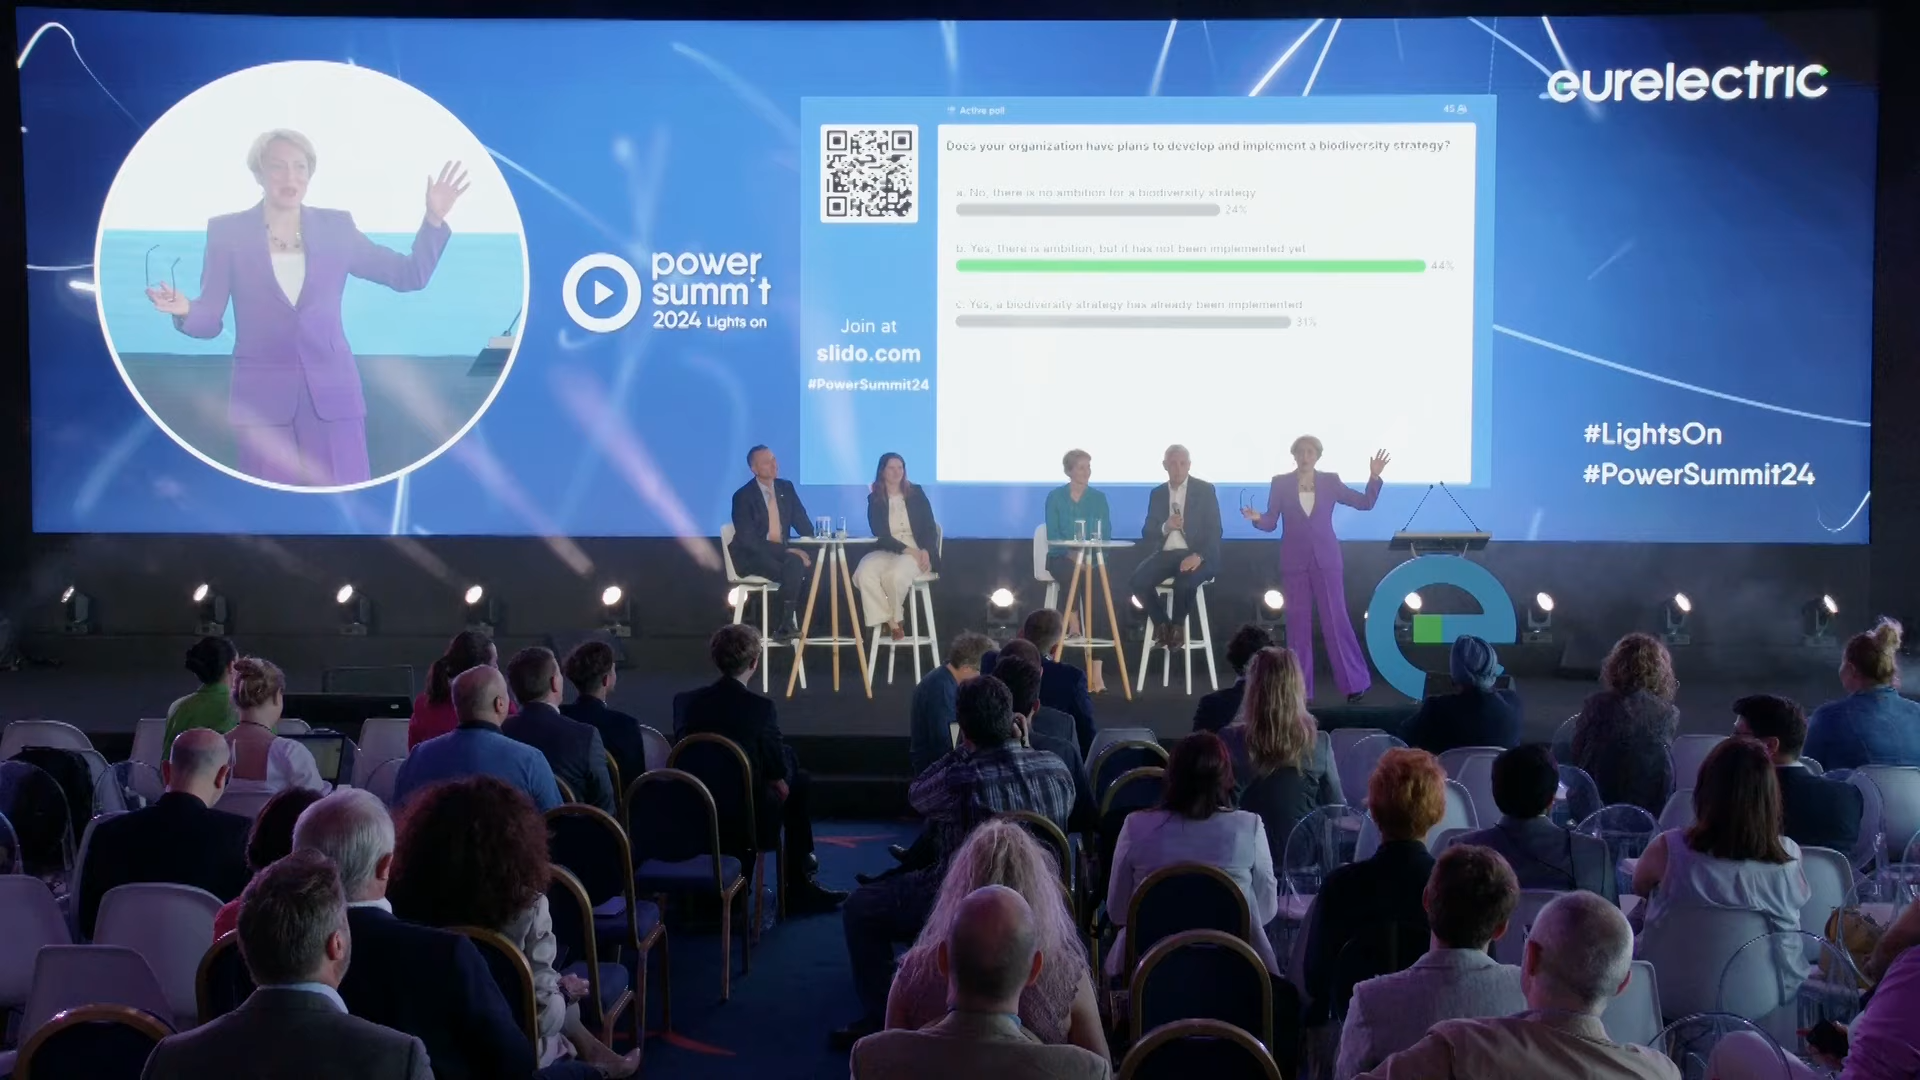 eurelectric
Active poll
45
Does your organization have plans to develop and implement a biodiversity strategy?
a. No, there is no ambition for a biodiversity strategy
24%
b. Yes, there is ambition, but it has not been implemented yet
44%
c. Yes, a biodiversity strategy has already been implemented
31%
power
summit
2024 Lights on
Join at
slido.com
#PowerSummit24
#LightsOn
#PowerSummit24